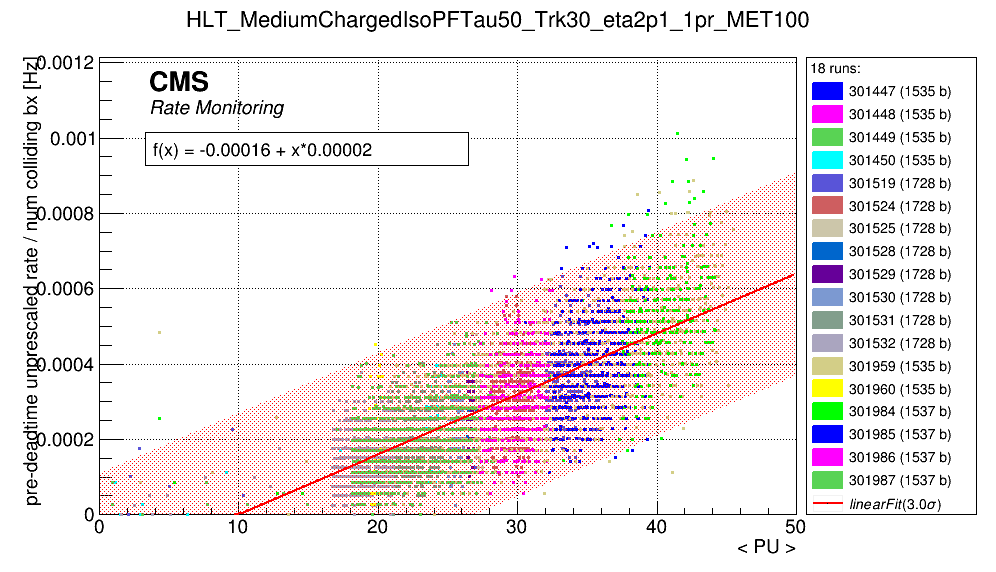 HLT_MediumChargedIsoPFTau50_Trk30_eta2p1_1pr_MET100
pre-deadtime unprescaled rate / num colliding bx [Hz]
0.0012
0.001
0.0008
0.0006
0.0004
0.0002
0
CMS
Rate Monitoring
f(x) = -0.00016 + x*0.00002
0 10 20 30 40 50
< PU >
18 runs:
301447 (1535 b)
301448 (1535 b)
301449 (1535 b)
301450 (1535 b)
301519 (1728 b)
301524 (1728 b)
301525 (1728 b)
301528 (1728 b)
301529 (1728 b)
301530 (1728 b)
301531 (1728 b)
301532 (1728 b)
301959 (1535 b)
301960 (1535 b)
301984 (1537 b)
301985 (1537 b)
301986 (1537 b)
301987 (1537 b)
linearFit(3.0σ)